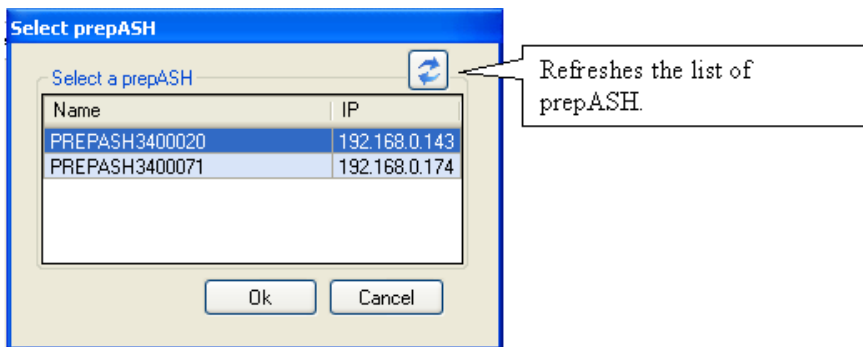 Select prepASH
Select a prepASH
Name IP
PREPASH3400020 192.168.0.143
PREPASH3400071 192.168.0.174
Ok Cancel
Refreshes the list of
prepASH.